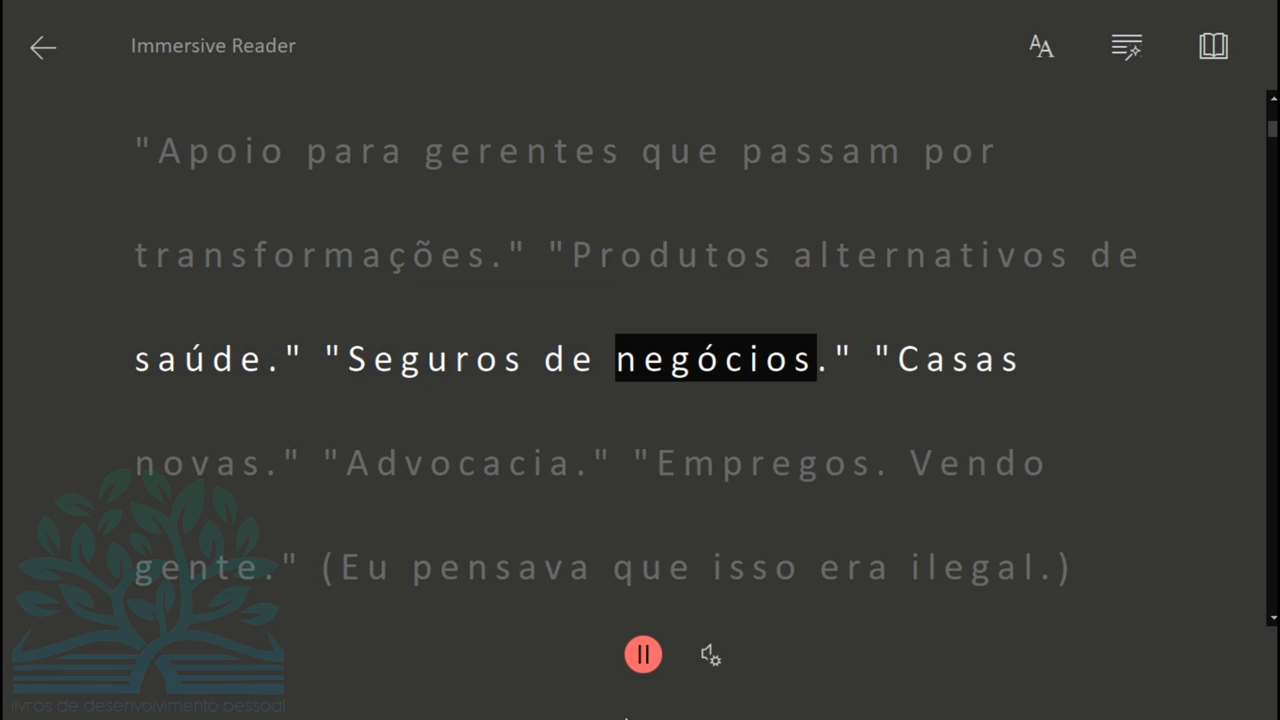 Immersive Reader
"Apoio para gerentes que passam por
transformações." "Produtos alternativos de
saúde." "Seguros de negócios." "Casas
novas." "Advocacia." "Empregos. Vendo
gente." (Eu pensava que isso era ilegal.)
livros de desenvolvimento pessoal